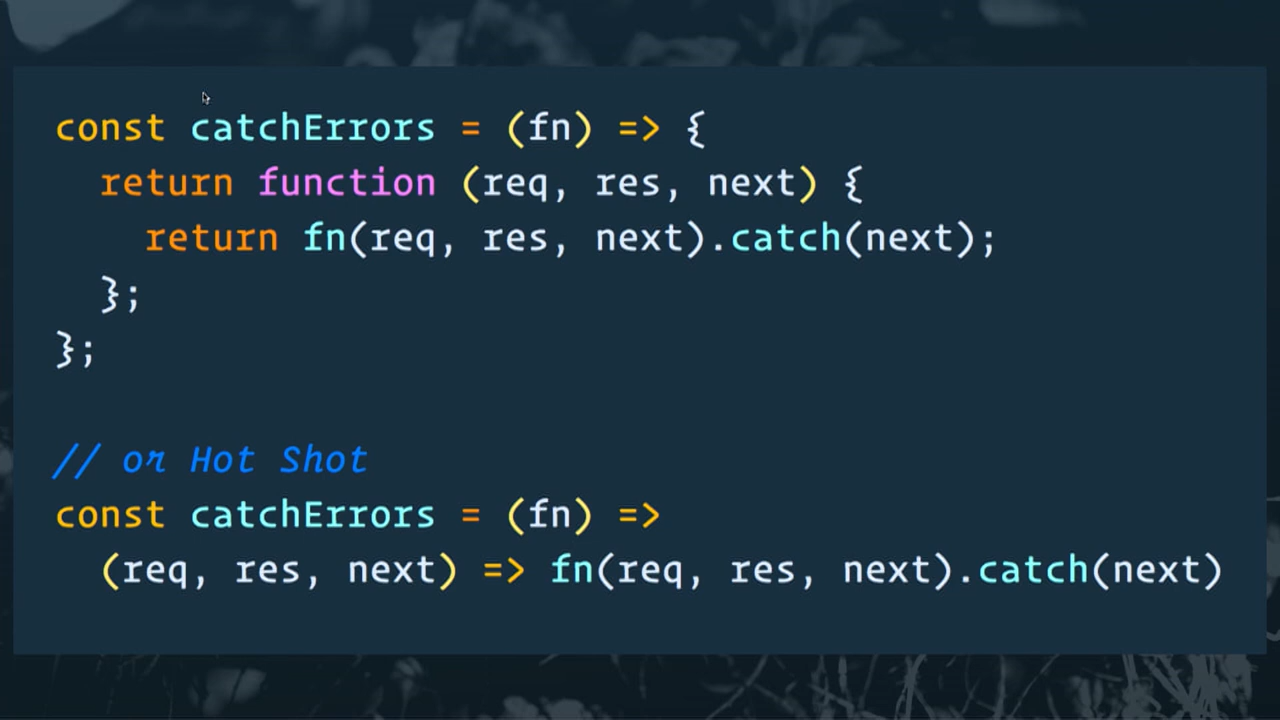 const catchErrors = (fn) => {
  return function (req, res, next) {
    return fn(req, res, next).catch(next);
  };
};
// or Hot Shot
const catchErrors = (fn) =>
  (req, res, next) => fn(req, res, next).catch(next)